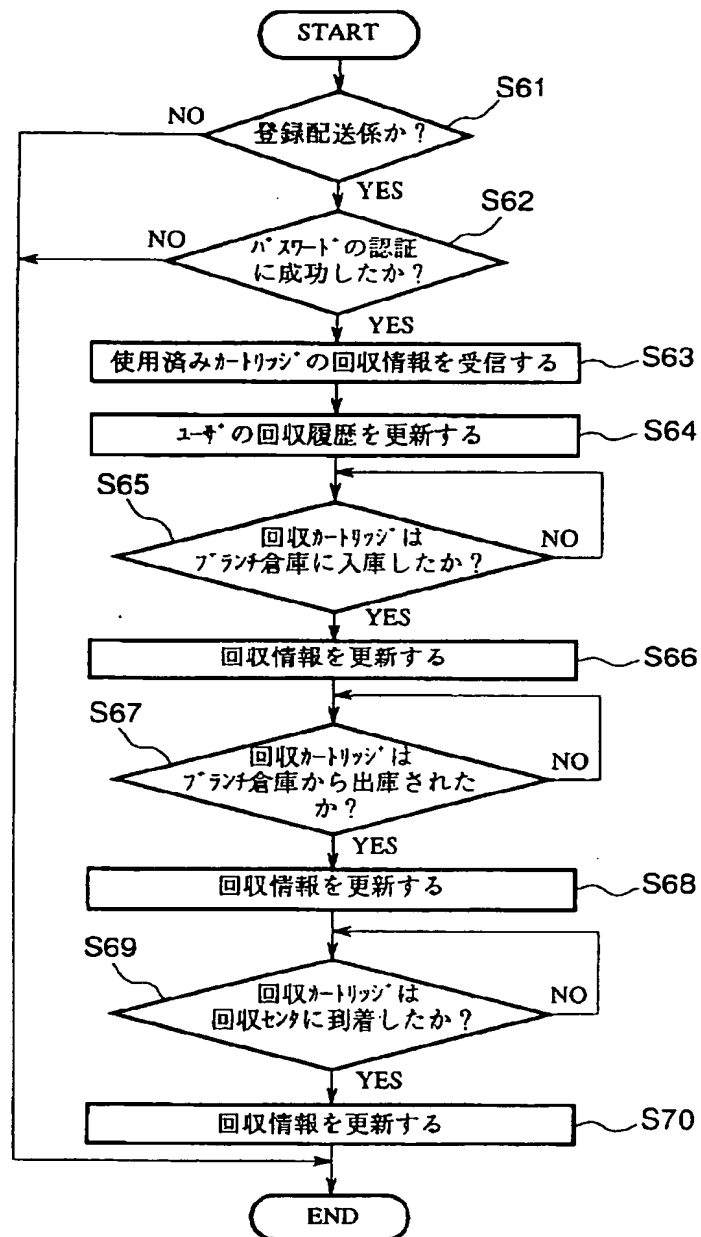 START
S61
NO
登録配送係か？
YES
S62
NO
ﾊﾟｽﾜｰﾄﾞの認証
に成功したか？
YES
使用済みｶｰﾄﾘｯｼﾞの回収情報を受信する
S63
ﾕｰｻﾞの回収履歴を更新する
S64
S65
回収ｶｰﾄﾘｯｼﾞは
ﾌﾞﾗﾝﾁ倉庫に入庫したか？
NO
YES
回収情報を更新する
S66
S67
回収ｶｰﾄﾘｯｼﾞは
ﾌﾞﾗﾝﾁ倉庫から出庫された
か？
NO
YES
回収情報を更新する
S68
S69
回収ｶｰﾄﾘｯｼﾞは
回収ｾﾝﾀに到着したか？
NO
YES
回収情報を更新する
S70
END